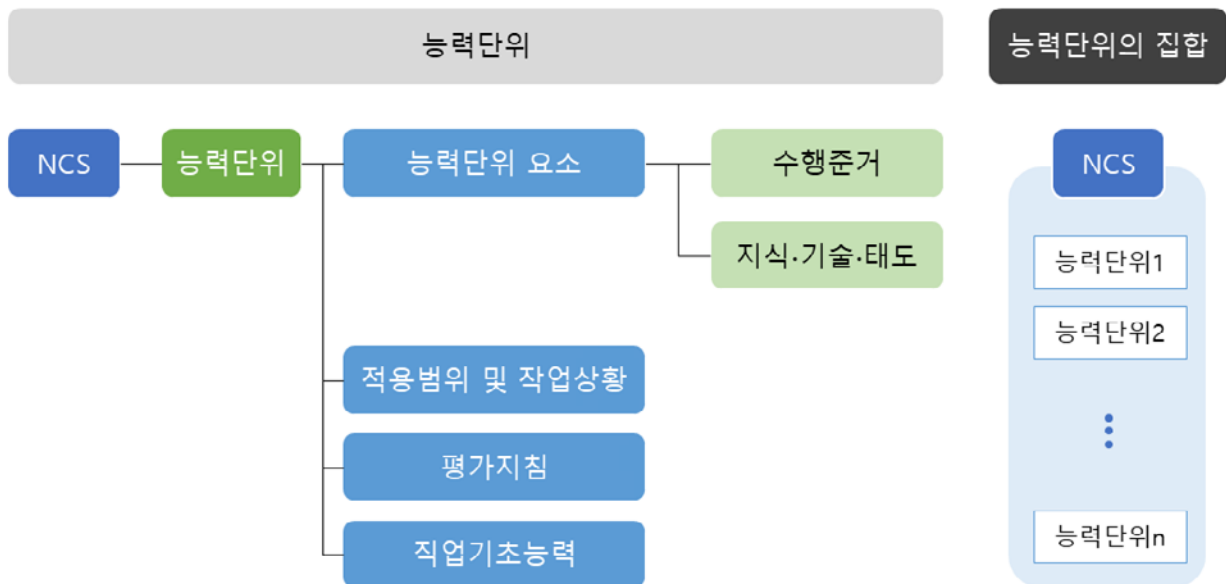 능력단위
능력단위의 집합
NCS
능력단위
능력단위 요소
수행준거
지식·기술·태도
적용범위 및 작업상황
평가지침
직업기초능력
NCS
능력단위1
능력단위2
능력단위n